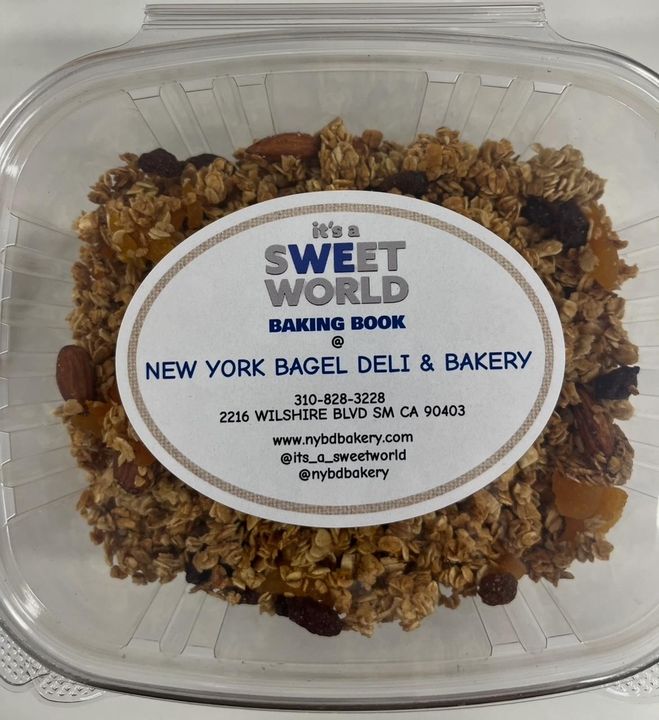 it's a
SWEET
WORLD
BAKING BOOK
@
NEW YORK BAGEL DELI & BAKERY
310-828-3228
2216 WILSHIRE BLVD SM CA 90403
www.nybdbakery.com
@its_a_sweetworld
@nybdbakery